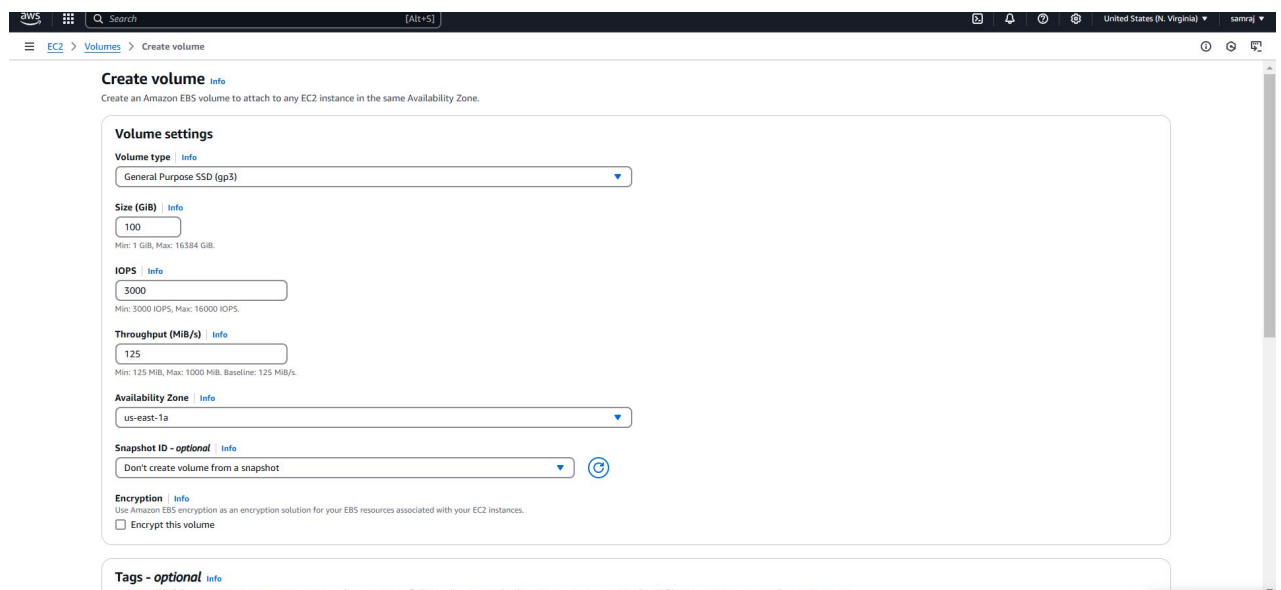 aws Search [Alt+S] United States (N. Virginia) samraj
EC2 > Volumes > Create volume
Create volume Info
Create an Amazon EBS volume to attach to any EC2 instance in the same Availability Zone.
Volume settings
Volume type | Info
General Purpose SSD (gp3)
Size (GiB) | Info
100
Min: 1 GiB, Max: 16384 GiB.
IOPS | Info
3000
Min: 3000 IOPS, Max: 16000 IOPS.
Throughput (MiB/s) | Info
125
Min: 125 MiB, Max: 1000 MiB. Baseline: 125 MiB/s.
Availability Zone | Info
us-east-1a
Snapshot ID - optional | Info
Don't create volume from a snapshot
Encryption | Info
Use Amazon EBS encryption as an encryption solution for your EBS resources associated with your EC2 instances.
Encrypt this volume
Tags - optional Info